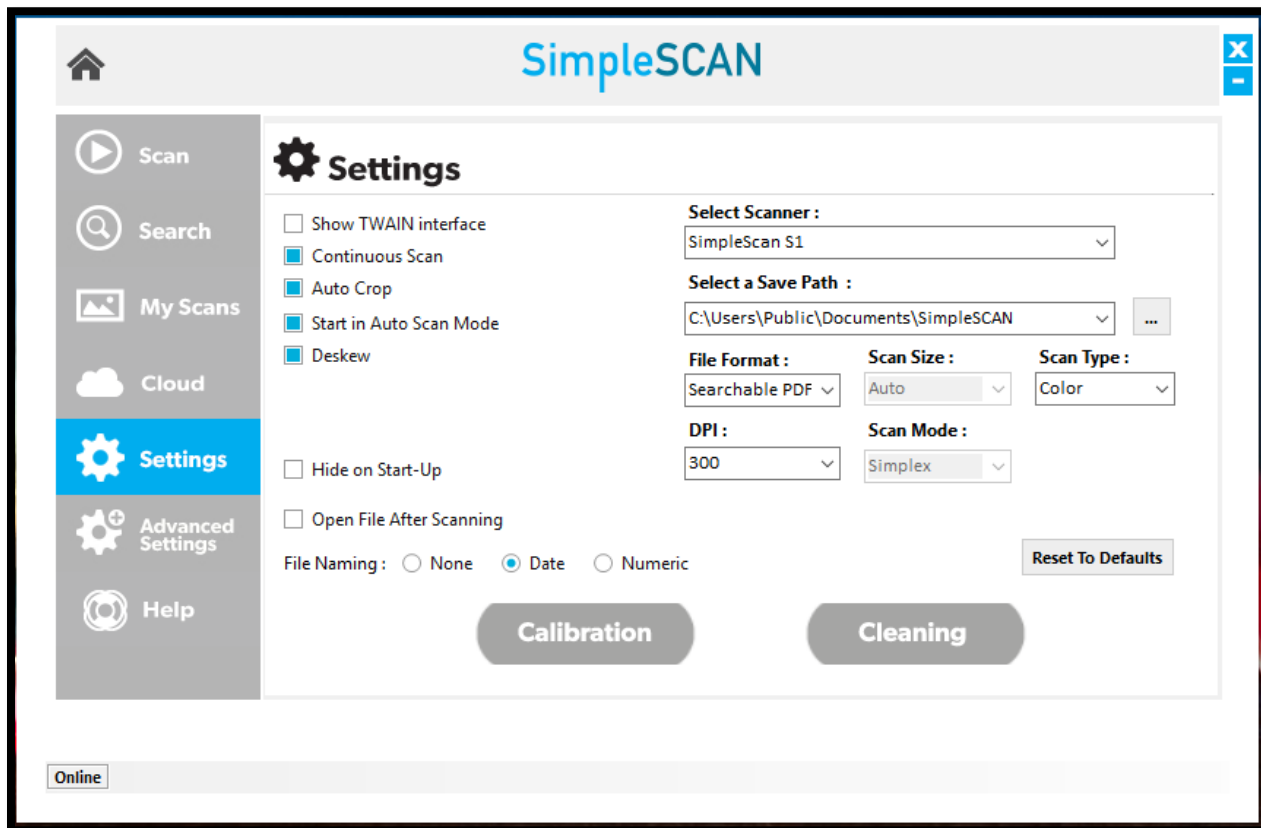 SimpleSCAN
X
-
Scan
Search
My Scans
Cloud
Settings
Advanced
Settings
Help
Settings
Show TWAIN interface
Continuous Scan
Auto Crop
Start in Auto Scan Mode
Deskew
Hide on Start-Up
Open File After Scanning
File Naming : None Date Numeric
Select Scanner :
SimpleScan S1
Select a Save Path :
C:\Users\Public\Documents\SimpleSCAN ...
File Format : Scan Size : Scan Type :
Searchable PDF Auto Color
DPI : Scan Mode :
300 Simplex
Reset To Defaults
Calibration Cleaning
Online